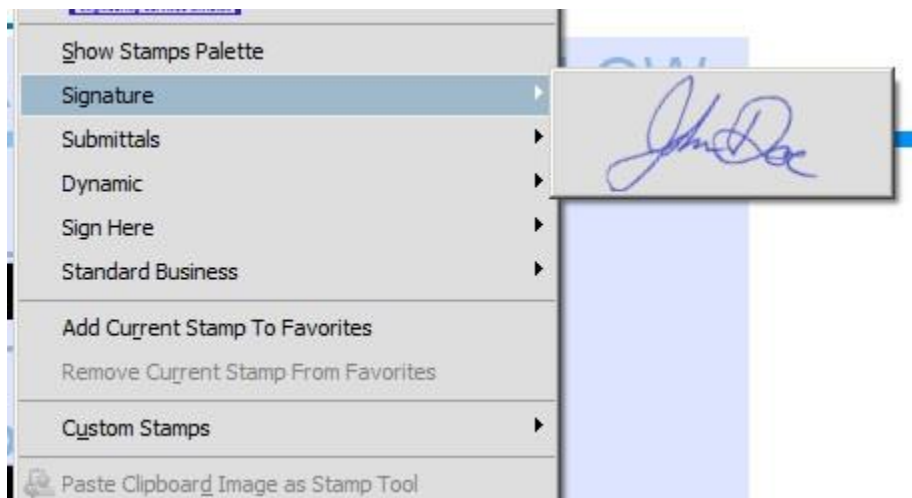 Show Stamps Palette
Signature
John Doe
Submittals
Dynamic
Sign Here
Standard Business
Add Current Stamp To Favorites
Remove Current Stamp From Favorites
Custom Stamps
Paste Clipboard Image as Stamp Tool